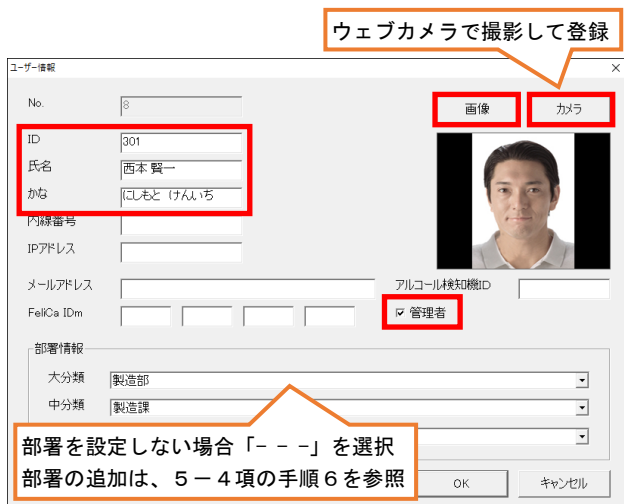 ウェブカメラで撮影して登録
ユーザー情報
No.
8
画像
カメラ
ID
301
氏名
西本 賢一
かな
にしもと けんいち
内線番号
IPアドレス
メールアドレス
アルコール検知機ID
FeliCa IDm
管理者
部署情報
大分類
製造部
中分類
製造課
部署を設定しない場合「- - -」を選択
部署の追加は、5-4項の手順6を参照
OK
キャンセル